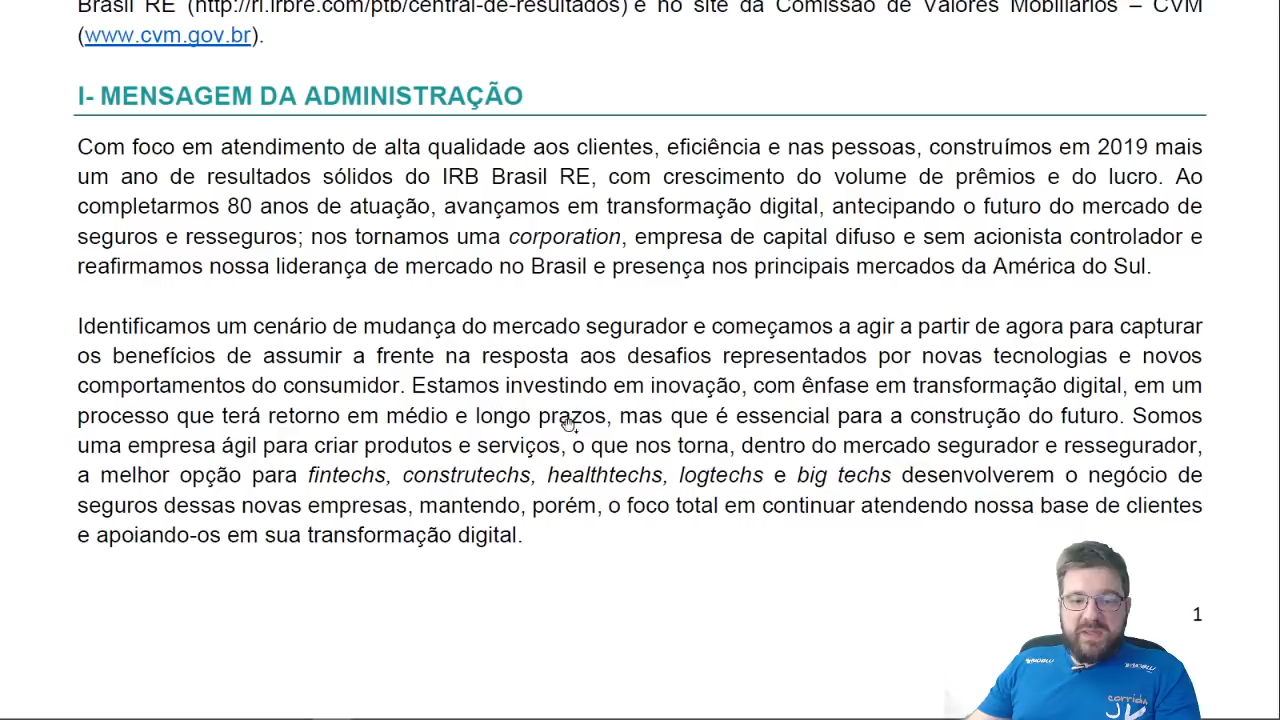 Brasil RE (http://ri.irbre.com/ptb/central-de-resultados) e no site da Comissão de Valores Mobiliários – CVM
(www.cvm.gov.br).
I- MENSAGEM DA ADMINISTRAÇÃO
Com foco em atendimento de alta qualidade aos clientes, eficiência e nas pessoas, construímos em 2019 mais
um ano de resultados sólidos do IRB Brasil RE, com crescimento do volume de prêmios e do lucro. Ao
completarmos 80 anos de atuação, avançamos em transformação digital, antecipando o futuro do mercado de
seguros e resseguros; nos tornamos uma corporation, empresa de capital difuso e sem acionista controlador e
reafirmamos nossa liderança de mercado no Brasil e presença nos principais mercados da América do Sul.
Identificamos um cenário de mudança do mercado segurador e começamos a agir a partir de agora para capturar
os benefícios de assumir a frente na resposta aos desafios representados por novas tecnologias e novos
comportamentos do consumidor. Estamos investindo em inovação, com ênfase em transformação digital, em um
processo que terá retorno em médio e longo prazos, mas que é essencial para a construção do futuro. Somos
uma empresa ágil para criar produtos e serviços, o que nos torna, dentro do mercado segurador e ressegurador,
a melhor opção para fintechs, construtechs, healthtechs, logtechs e big techs desenvolverem o negócio de
seguros dessas novas empresas, mantendo, porém, o foco total em continuar atendendo nossa base de clientes
e apoiando-os em sua transformação digital.
1
corrida